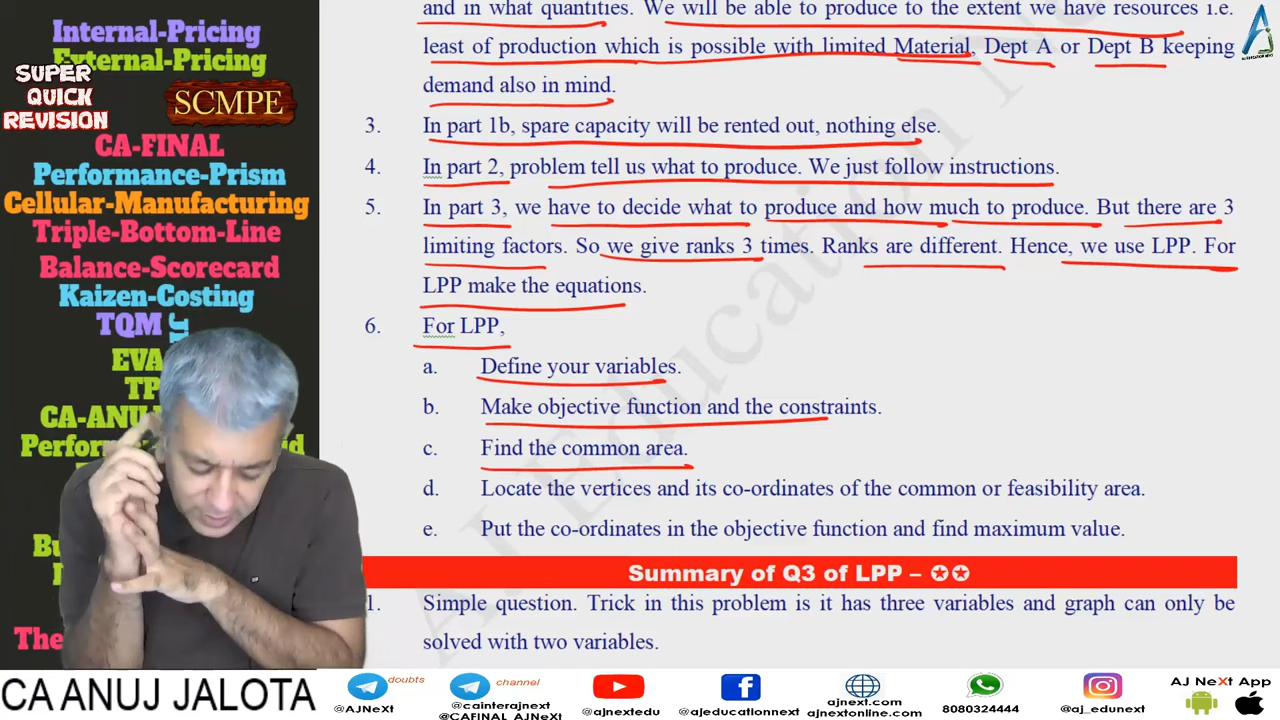 Internal-Pricing
External-Pricing
SUPER
QUICK
REVISION
SCMPE
CA-FINAL
Performance-Prism
Cellular-Manufacturing
Triple-Bottom-Line
Balance-Scorecard
Kaizen-Costing
TQM
EVA
TP
CA-ANUJ
and in what quantities. We will be able to produce to the extent we have resources i.e.
least of production which is possible with limited Material, Dept A or Dept B keeping
demand also in mind.
3. In part 1b, spare capacity will be rented out, nothing else.
4. In part 2, problem tell us what to produce. We just follow instructions.
5. In part 3, we have to decide what to produce and how much to produce. But there are 3
limiting factors. So we give ranks 3 times. Ranks are different. Hence, we use LPP. For
LPP make the equations.
6. For LPP,
a. Define your variables.
b. Make objective function and the constraints.
c. Find the common area.
d. Locate the vertices and its co-ordinates of the common or feasibility area.
e. Put the co-ordinates in the objective function and find maximum value.
Summary of Q3 of LPP – ✪✪
1. Simple question. Trick in this problem is it has three variables and graph can only be
solved with two variables.
CA ANUJ JALOTA
doubts
@AJNeXt
channel
@cainterajnext
@CAFINAL_AJNeXt
@ajnextedu
@ajeducationnext
ajnext.com
ajnextonline.com
8080324444
@aj_edunext
AJ NeXt App